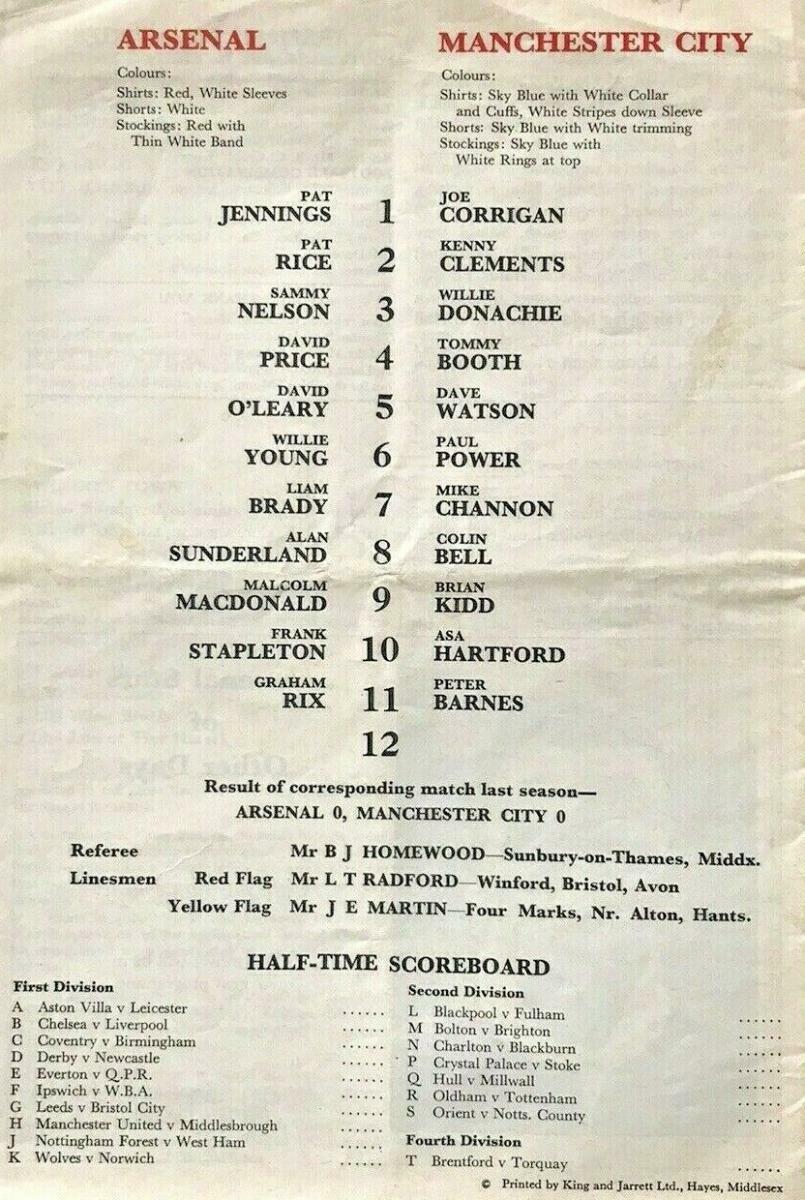 ARSENAL
Colours:
Shirts: Red, White Sleeves
Shorts: White
Stockings: Red with
Thin White Band
MANCHESTER CITY
Colours:
Shirts: Sky Blue with White Collar
and Cuffs, White Stripes down Sleeve
Shorts: Sky Blue with White trimming
Stockings: Sky Blue with
White Rings at top
PAT JOE
JENNINGS 1 CORRIGAN
PAT KENNY
RICE 2 CLEMENTS
SAMMY WILLIE
NELSON 3 DONACHIE
DAVID TOMMY
PRICE 4 BOOTH
DAVID DAVE
O'LEARY 5 WATSON
WILLIE PAUL
YOUNG 6 POWER
LIAM MIKE
BRADY 7 CHANNON
ALAN COLIN
SUNDERLAND 8 BELL
MALCOLM BRIAN
MACDONALD 9 KIDD
FRANK ASA
STAPLETON 10 HARTFORD
GRAHAM PETER
RIX 11 BARNES
12
Result of corresponding match last season—
ARSENAL 0, MANCHESTER CITY 0
Referee Mr B J HOMEWOOD—Sunbury-on-Thames, Middx.
Linesmen Red Flag Mr L T RADFORD—Winford, Bristol, Avon
Yellow Flag Mr J E MARTIN—Four Marks, Nr. Alton, Hants.
HALF-TIME SCOREBOARD
First Division
A Aston Villa v Leicester ......
B Chelsea v Liverpool ......
C Coventry v Birmingham ......
D Derby v Newcastle ......
E Everton v Q.P.R. ......
F Ipswich v W.B.A. ......
G Leeds v Bristol City ......
H Manchester United v Middlesbrough ......
J Nottingham Forest v West Ham ......
K Wolves v Norwich ......
Second Division
L Blackpool v Fulham ......
M Bolton v Brighton ......
N Charlton v Blackburn ......
P Crystal Palace v Stoke ......
Q Hull v Millwall ......
R Oldham v Tottenham ......
S Orient v Notts. County ......
Fourth Division
T Brentford v Torquay ......
© Printed by King and Jarrett Ltd., Hayes, Middlesex